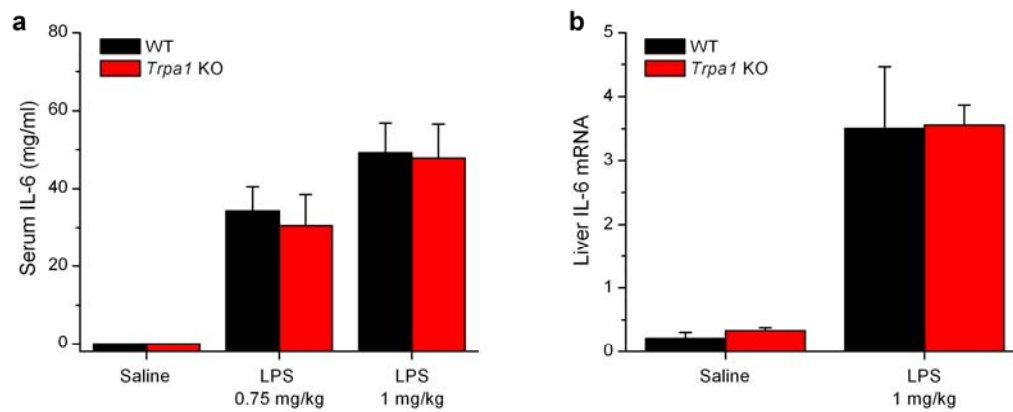 a
WT
Trpa1 KO
Serum IL-6 (mg/ml)
80
60
40
20
0
Saline
LPS
0.75 mg/kg
LPS
1 mg/kg
b
WT
Trpa1 KO
Liver IL-6 mRNA
5
4
3
2
1
0
Saline
LPS
1 mg/kg